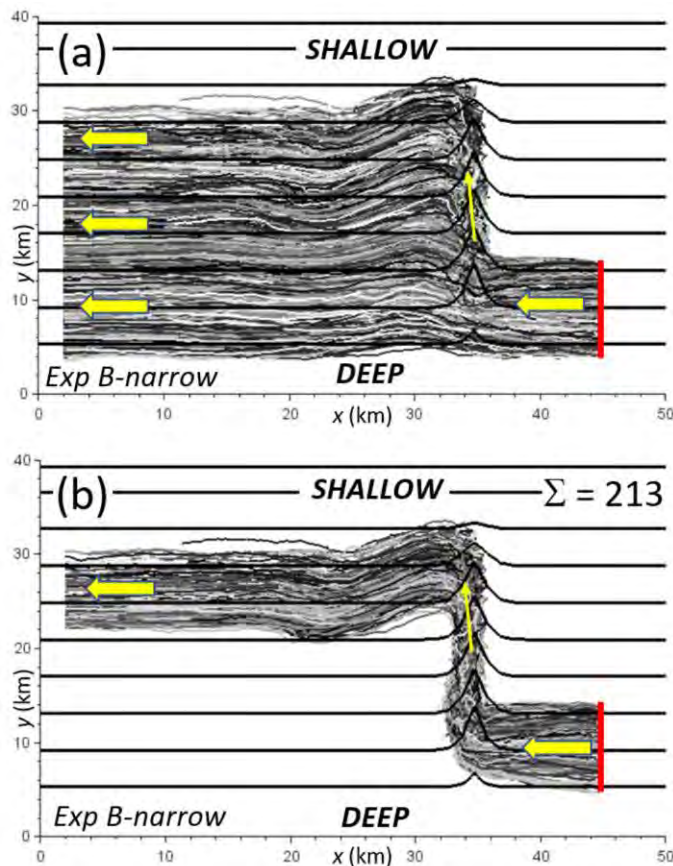 40
(a)
SHALLOW
30
20
y (km)
10
Exp B-narrow
DEEP
0
0 10 20 30 40 50
x (km)
40
(b)
SHALLOW
Σ = 213
30
20
y (km)
10
Exp B-narrow
DEEP
0
0 10 20 30 40 50
x (km)